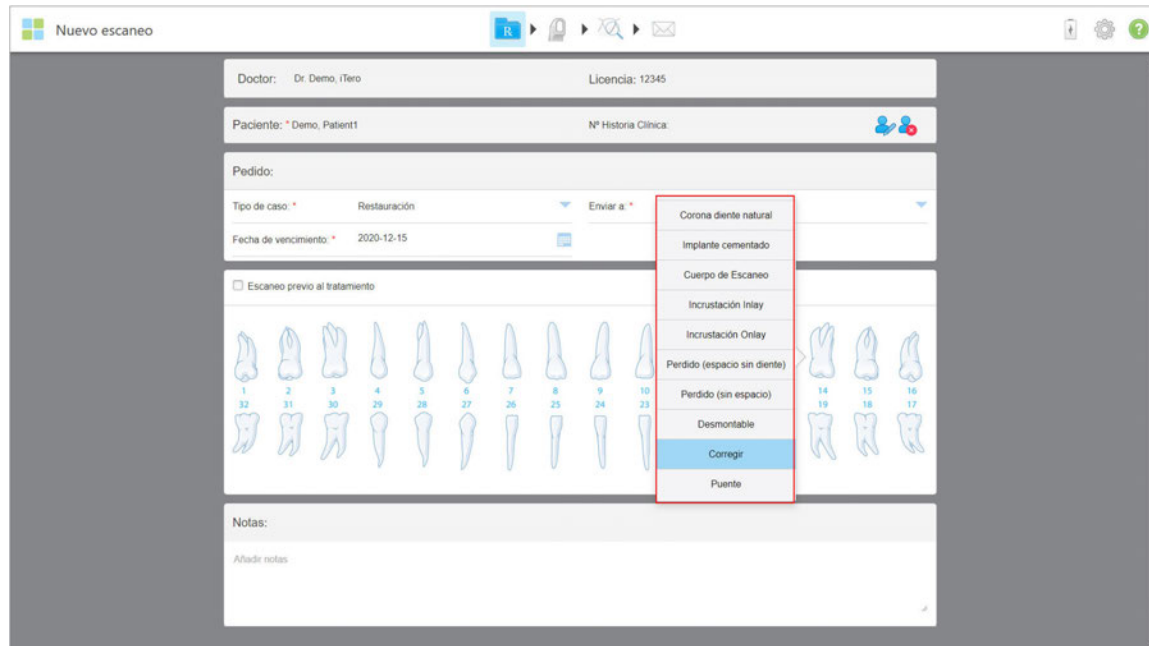 Nuevo escaneo
R
?
Doctor: Dr. Demo, iTero Licencia: 12345
Paciente: * Demo, Patient1 Nº Historia Clínica:
Pedido:
Tipo de caso: * Restauración Enviar a: *
Fecha de vencimiento: * 2020-12-15
Corona diente natural
Implante cementado
Cuerpo de Escaneo
Incrustación Inlay
Incrustación Onlay
Perdido (espacio sin diente)
Perdido (sin espacio)
Desmontable
Corregir
Puente
Escaneo previo al tratamiento
1 2 3 4 5 6 7 8 9 10 14 15 16
32 31 30 29 28 27 26 25 24 23 19 18 17
Notas:
Añadir notas